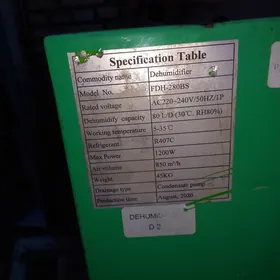 Specification Table
Commodity name Dehumidifier
Model No. FDH-280BS
Rated voltage AC220~240V/50HZ/1P
Dehumidify capacity 80 L/D (30℃, RH80%)
Working temperature 5-35℃
Refrigerant R407C
Max Power 1200W
Air volume 850 m³/h
Weight 45KG
Drainage type Condensate pump
Production time August, 2020
DEHUMI
D 2